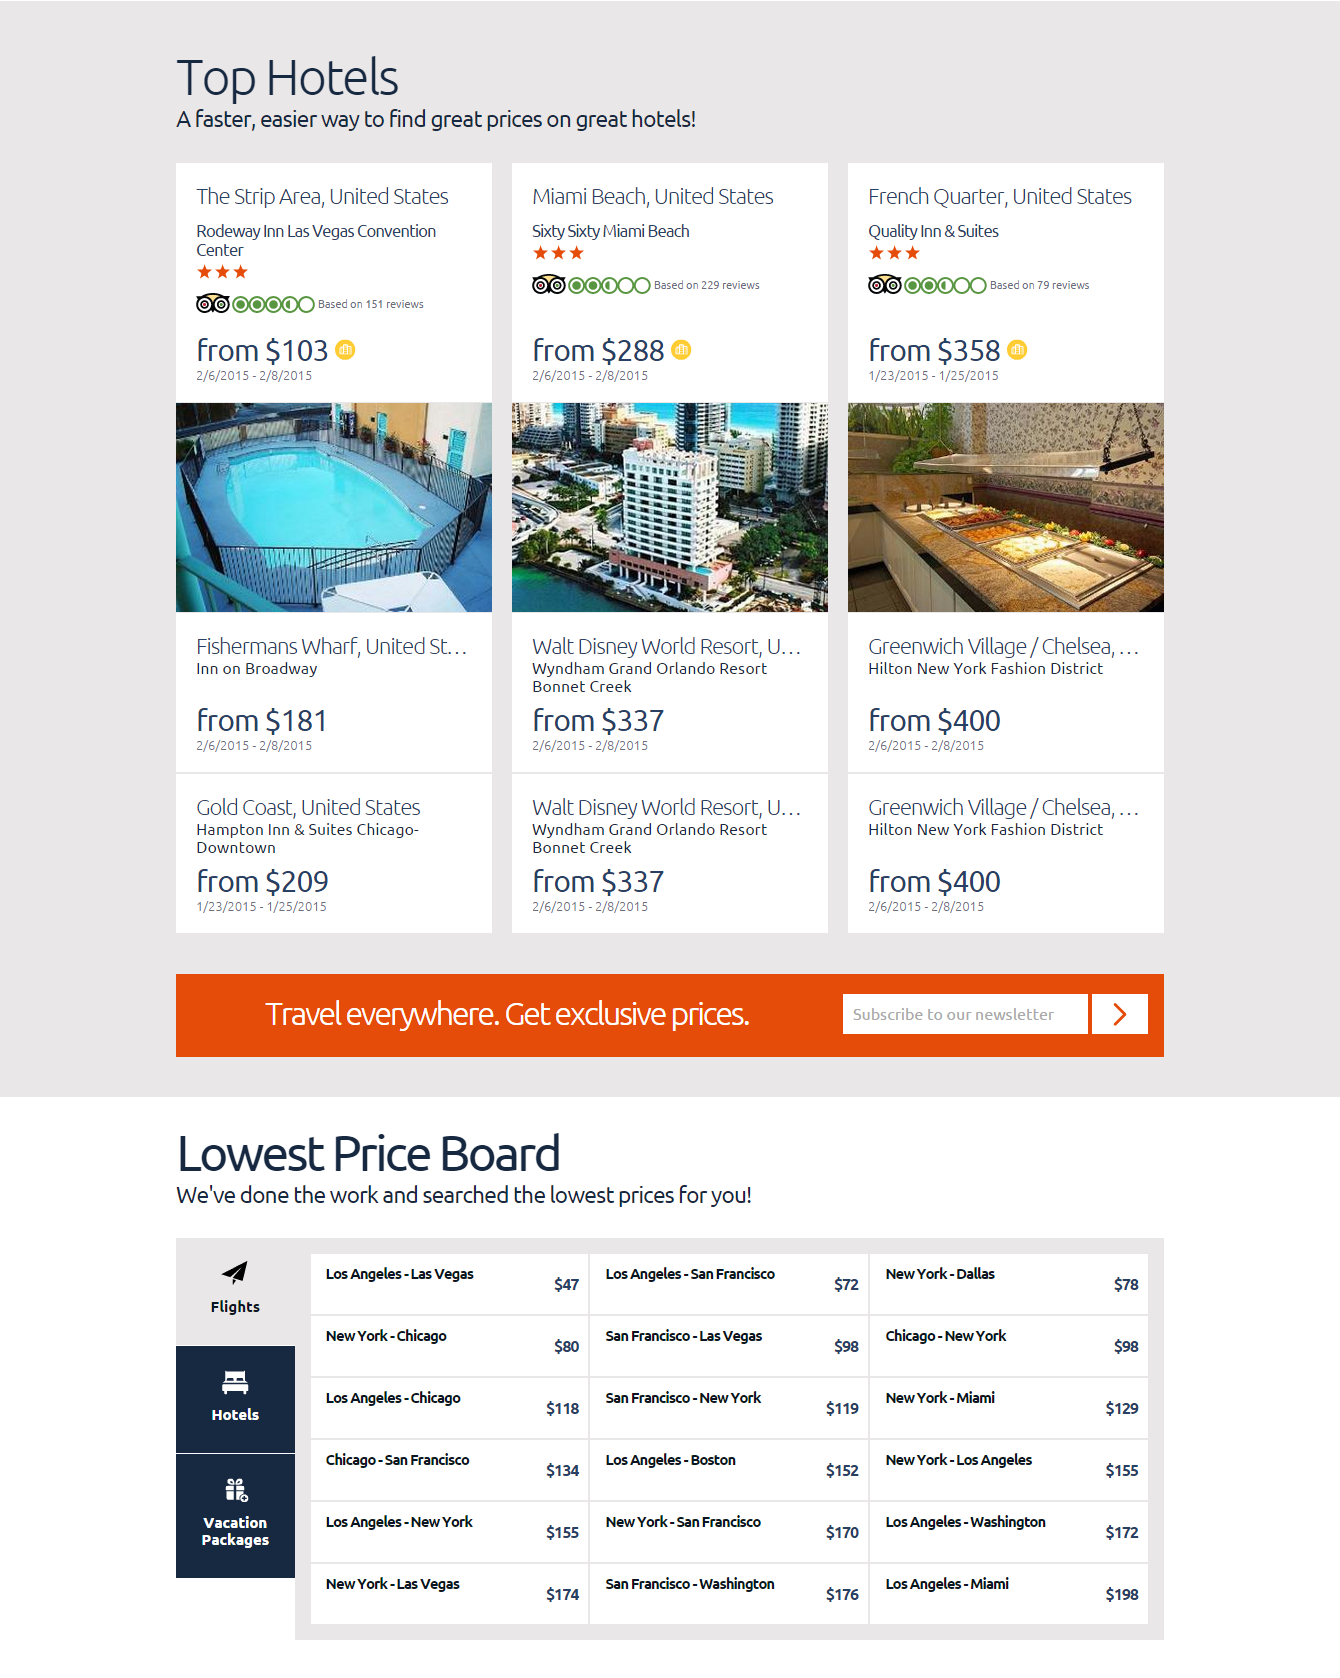 Top Hotels
A faster, easier way to find great prices on great hotels!
The Strip Area, United States
Rodeway Inn Las Vegas Convention
Center
Based on 151 reviews
from $103
2/6/2015 - 2/8/2015
Miami Beach, United States
Sixty Sixty Miami Beach
Based on 229 reviews
from $288
2/6/2015 - 2/8/2015
French Quarter, United States
Quality Inn & Suites
Based on 79 reviews
from $358
1/23/2015 - 1/25/2015
Fishermans Wharf, United St...
Inn on Broadway
from $181
2/6/2015 - 2/8/2015
Walt Disney World Resort, U...
Wyndham Grand Orlando Resort
Bonnet Creek
from $337
2/6/2015 - 2/8/2015
Greenwich Village / Chelsea, ...
Hilton New York Fashion District
from $400
2/6/2015 - 2/8/2015
Gold Coast, United States
Hampton Inn & Suites Chicago-
Downtown
from $209
1/23/2015 - 1/25/2015
Walt Disney World Resort, U...
Wyndham Grand Orlando Resort
Bonnet Creek
from $337
2/6/2015 - 2/8/2015
Greenwich Village / Chelsea, ...
Hilton New York Fashion District
from $400
2/6/2015 - 2/8/2015
Travel everywhere. Get exclusive prices.
Subscribe to our newsletter
Lowest Price Board
We've done the work and searched the lowest prices for you!
Flights
Hotels
Vacation
Packages
Los Angeles - Las Vegas $47
Los Angeles - San Francisco $72
New York - Dallas $78
New York - Chicago $80
San Francisco - Las Vegas $98
Chicago - New York $98
Los Angeles - Chicago $118
San Francisco - New York $119
New York - Miami $129
Chicago - San Francisco $134
Los Angeles - Boston $152
New York - Los Angeles $155
Los Angeles - New York $155
New York - San Francisco $170
Los Angeles - Washington $172
New York - Las Vegas $174
San Francisco - Washington $176
Los Angeles - Miami $198